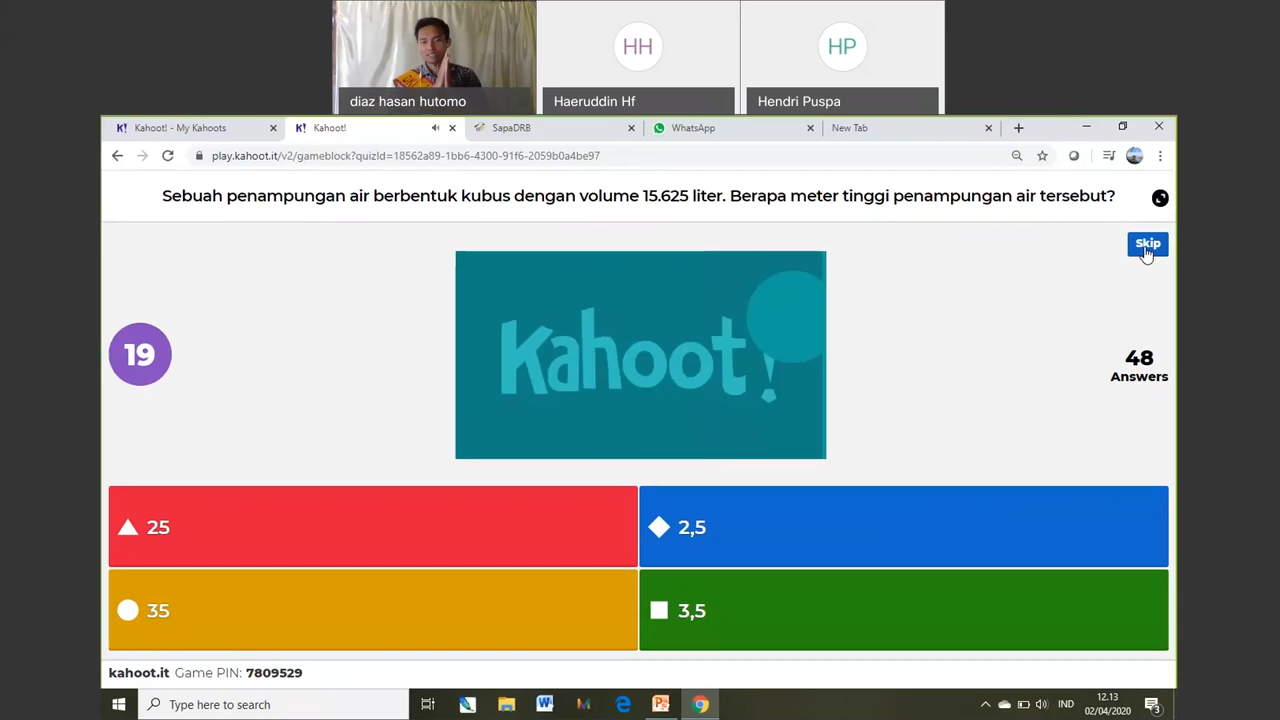 HH
HP
diaz hasan hutomo
Haeruddin Hf
Hendri Puspa
K! Kahoot! - My Kahoots
K! Kahoot!
SapaDRB
WhatsApp
New Tab
play.kahoot.it/v2/gameblock?quizId=18562a89-1bb6-4300-91f6-2059b0a4be97
Sebuah penampungan air berbentuk kubus dengan volume 15.625 liter. Berapa meter tinggi penampungan air tersebut?
Skip
Kahoot!
19
48
Answers
25
2,5
35
3,5
kahoot.it Game PIN: 7809529
Type here to search
IND
12.13
02/04/2020
3